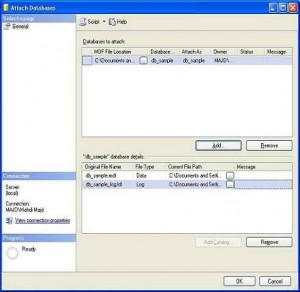 Attach Databases
Select a page
General
Script
Help
Databases to attach:
MDF File Location
Database...
Attach As
Owner
Status
Message
C:\Documents an
...
db_sample
db_sample
MAJID\...
Add...
Remove
"db_sample" database details:
Original File Name
File Type
Current File Path
Message
db_sample.mdf
Data
C:\Documents and Setti
...
db_sample_log.ldf
Log
C:\Documents and Setti
...
Connection
Server:
(local)
Connection:
View connection properties
Progress
Ready
Add Catalog
Remove
OK
Cancel